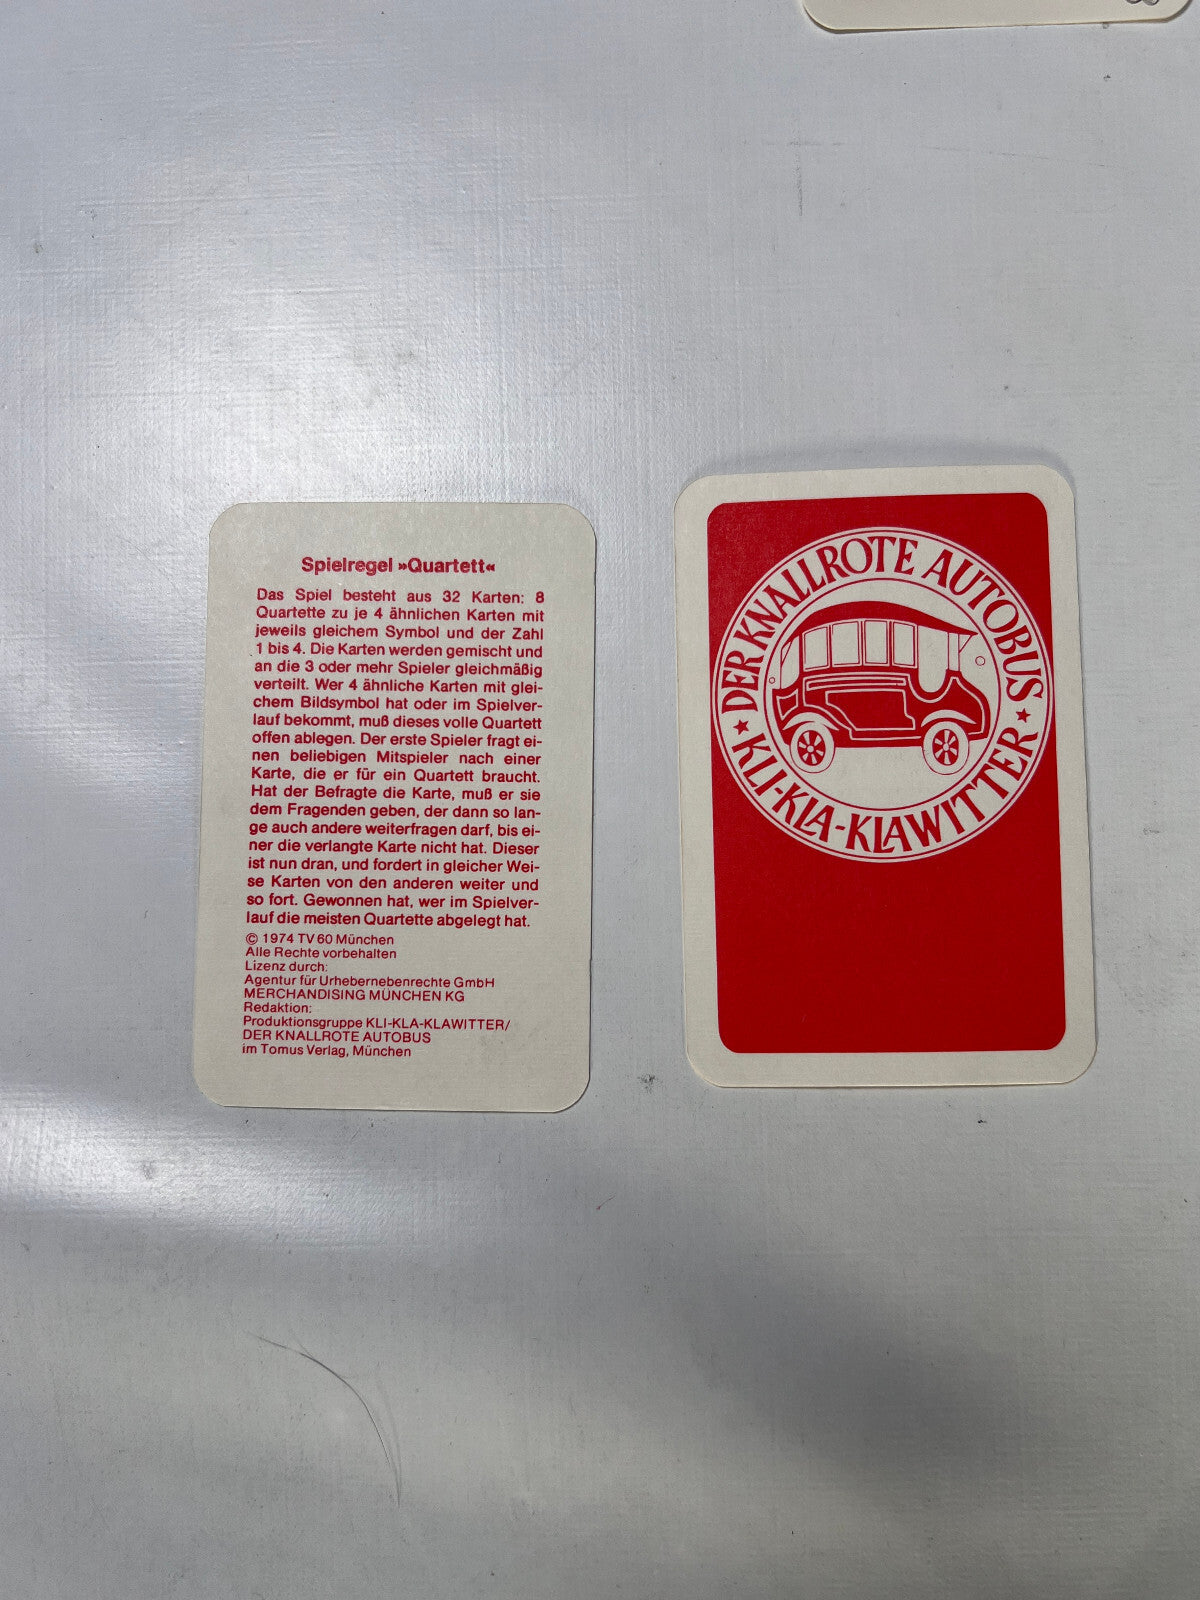 Spielregel »Quartett«
Das Spiel besteht aus 32 Karten: 8
Quartette zu je 4 ähnlichen Karten mit
jeweils gleichem Symbol und der Zahl
1 bis 4. Die Karten werden gemischt und
an die 3 oder mehr Spieler gleichmäßig
verteilt. Wer 4 ähnliche Karten mit glei-
chem Bildsymbol hat oder im Spielver-
lauf bekommt, muß dieses volle Quartett
offen ablegen. Der erste Spieler fragt ei-
nen beliebigen Mitspieler nach einer
Karte, die er für ein Quartett braucht.
Hat der Befragte die Karte, muß er sie
dem Fragenden geben, der dann so lan-
ge auch andere weiterfragen darf, bis ei-
ner die verlangte Karte nicht hat. Dieser
ist nun dran, und fordert in gleicher Wei-
se Karten von den anderen weiter und
so fort. Gewonnen hat, wer im Spielver-
lauf die meisten Quartette abgelegt hat.
© 1974 TV 60 München
Alle Rechte vorbehalten
Lizenz durch:
Agentur für Urhebernebenrechte GmbH
MERCHANDISING MÜNCHEN KG
Redaktion:
Produktionsgruppe KLI-KLA-KLAWITTER/
DER KNALLROTE AUTOBUS
im Tomus Verlag, München
DER KNALLROTE AUTOBUS
KLI-KLA-KLAWITTER